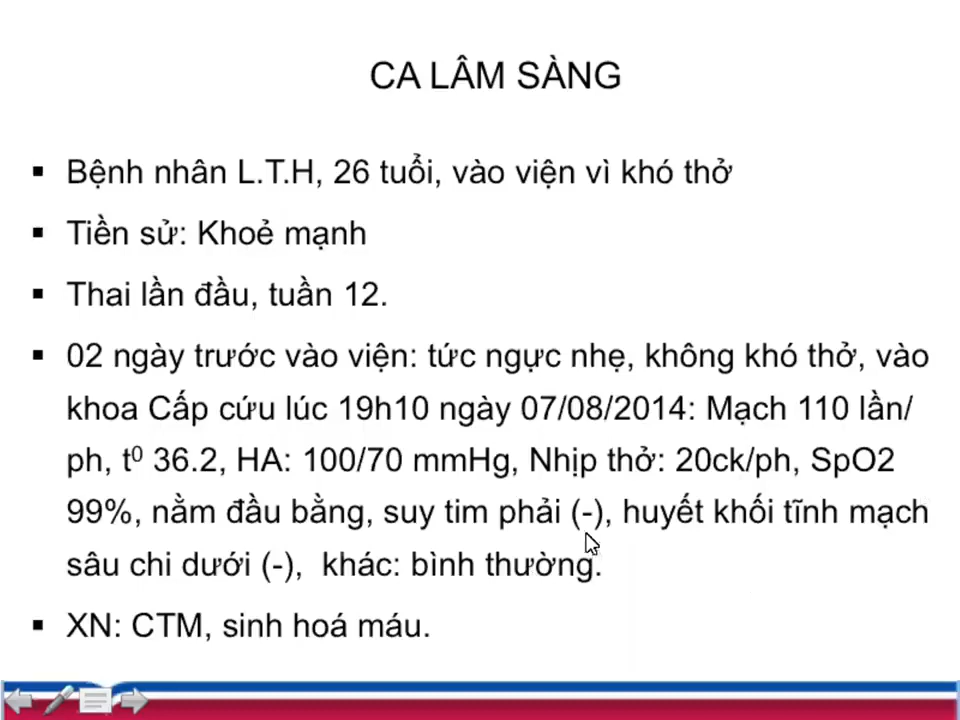 CA LÂM SÀNG
▪ Bệnh nhân L.T.H, 26 tuổi, vào viện vì khó thở
▪ Tiền sử: Khoẻ mạnh
▪ Thai lần đầu, tuần 12.
▪ 02 ngày trước vào viện: tức ngực nhẹ, không khó thở, vào
khoa Cấp cứu lúc 19h10 ngày 07/08/2014: Mạch 110 lần/
ph, t⁰ 36.2, HA: 100/70 mmHg, Nhịp thở: 20ck/ph, SpO2
99%, nằm đầu bằng, suy tim phải (-), huyết khối tĩnh mạch
sâu chi dưới (-),  khác: bình thường.
▪ XN: CTM, sinh hoá máu.